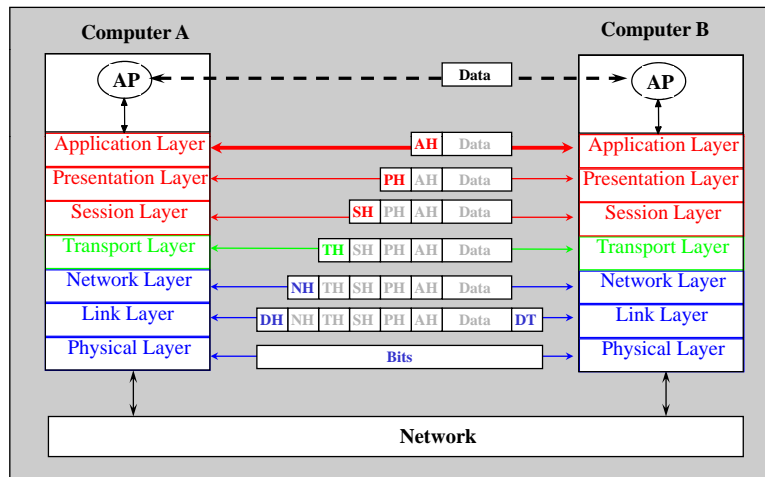 Computer A
Computer B
AP
Data
AP
Application Layer
AH Data
Application Layer
Presentation Layer
PH AH Data
Presentation Layer
Session Layer
SH PH AH Data
Session Layer
Transport Layer
TH SH PH AH Data
Transport Layer
Network Layer
NH TH SH PH AH Data
Network Layer
Link Layer
DH NH TH SH PH AH Data DT
Link Layer
Physical Layer
Bits
Physical Layer
Network